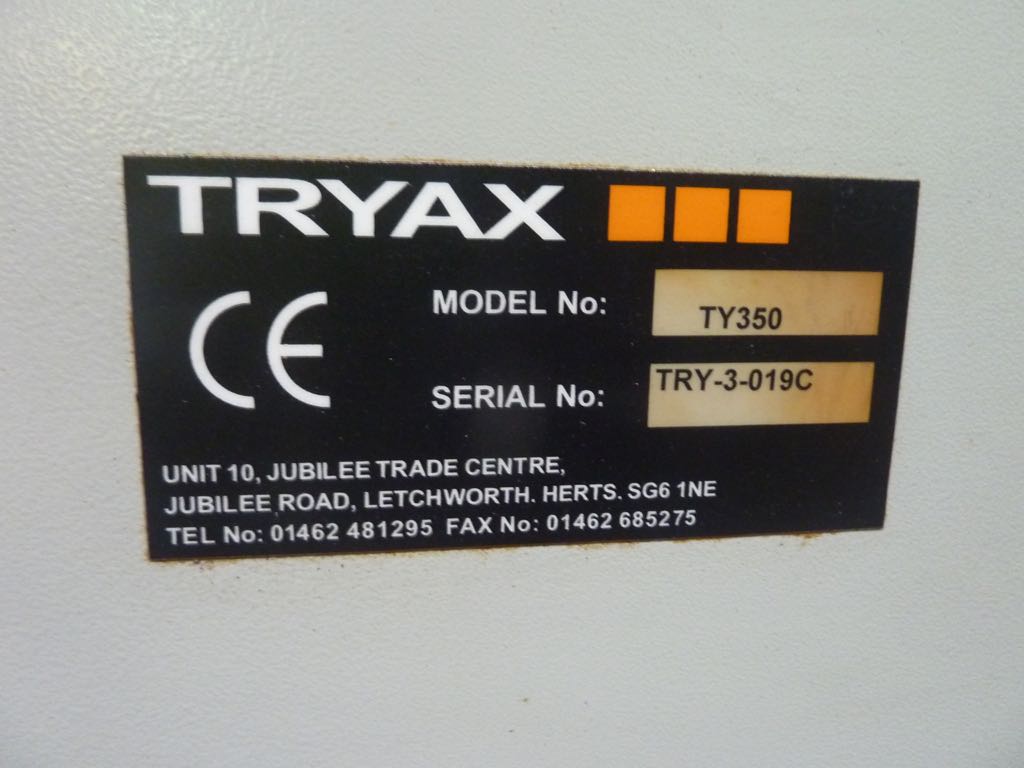 TRYAX
CE
MODEL No: TY350
SERIAL No: TRY-3-019C
UNIT 10, JUBILEE TRADE CENTRE,
JUBILEE ROAD, LETCHWORTH. HERTS. SG6 1NE
TEL No: 01462 481295 FAX No: 01462 685275